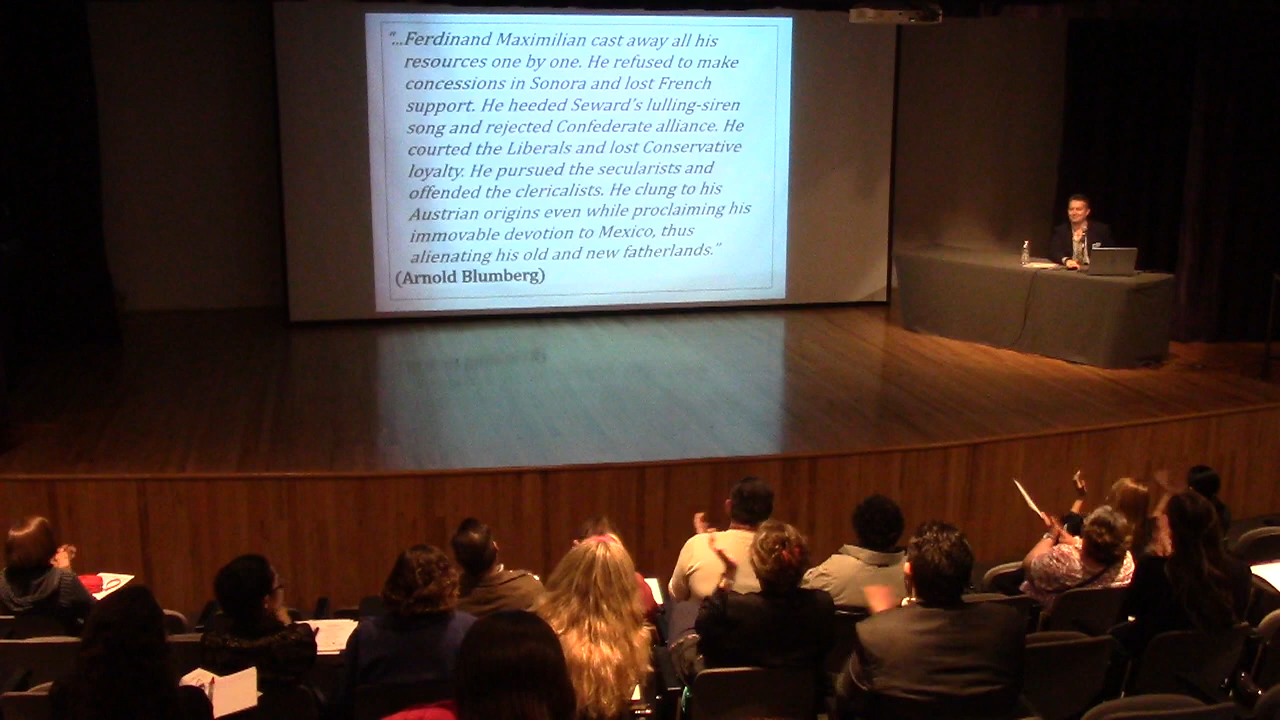 “...Ferdinand Maximilian cast away all his
resources one by one. He refused to make
concessions in Sonora and lost French
support. He heeded Seward’s lulling-siren
song and rejected Confederate alliance. He
courted the Liberals and lost Conservative
loyalty. He pursued the secularists and
offended the clericalists. He clung to his
Austrian origins even while proclaiming his
immovable devotion to Mexico, thus
alienating his old and new fatherlands.”
(Arnold Blumberg)